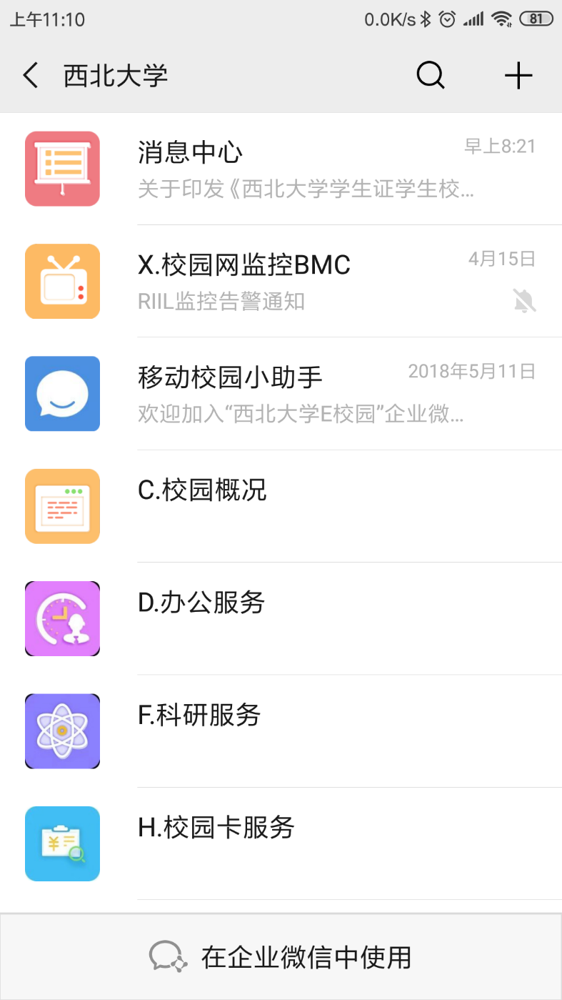 上午11:10 0.0K/s 81
西北大学
消息中心 早上8:21
关于印发《西北大学学生证学生校...
X.校园网监控BMC 4月15日
RIIL监控告警通知
移动校园小助手 2018年5月11日
欢迎加入“西北大学E校园”企业微...
C.校园概况
D.办公服务
F.科研服务
H.校园卡服务
在企业微信中使用